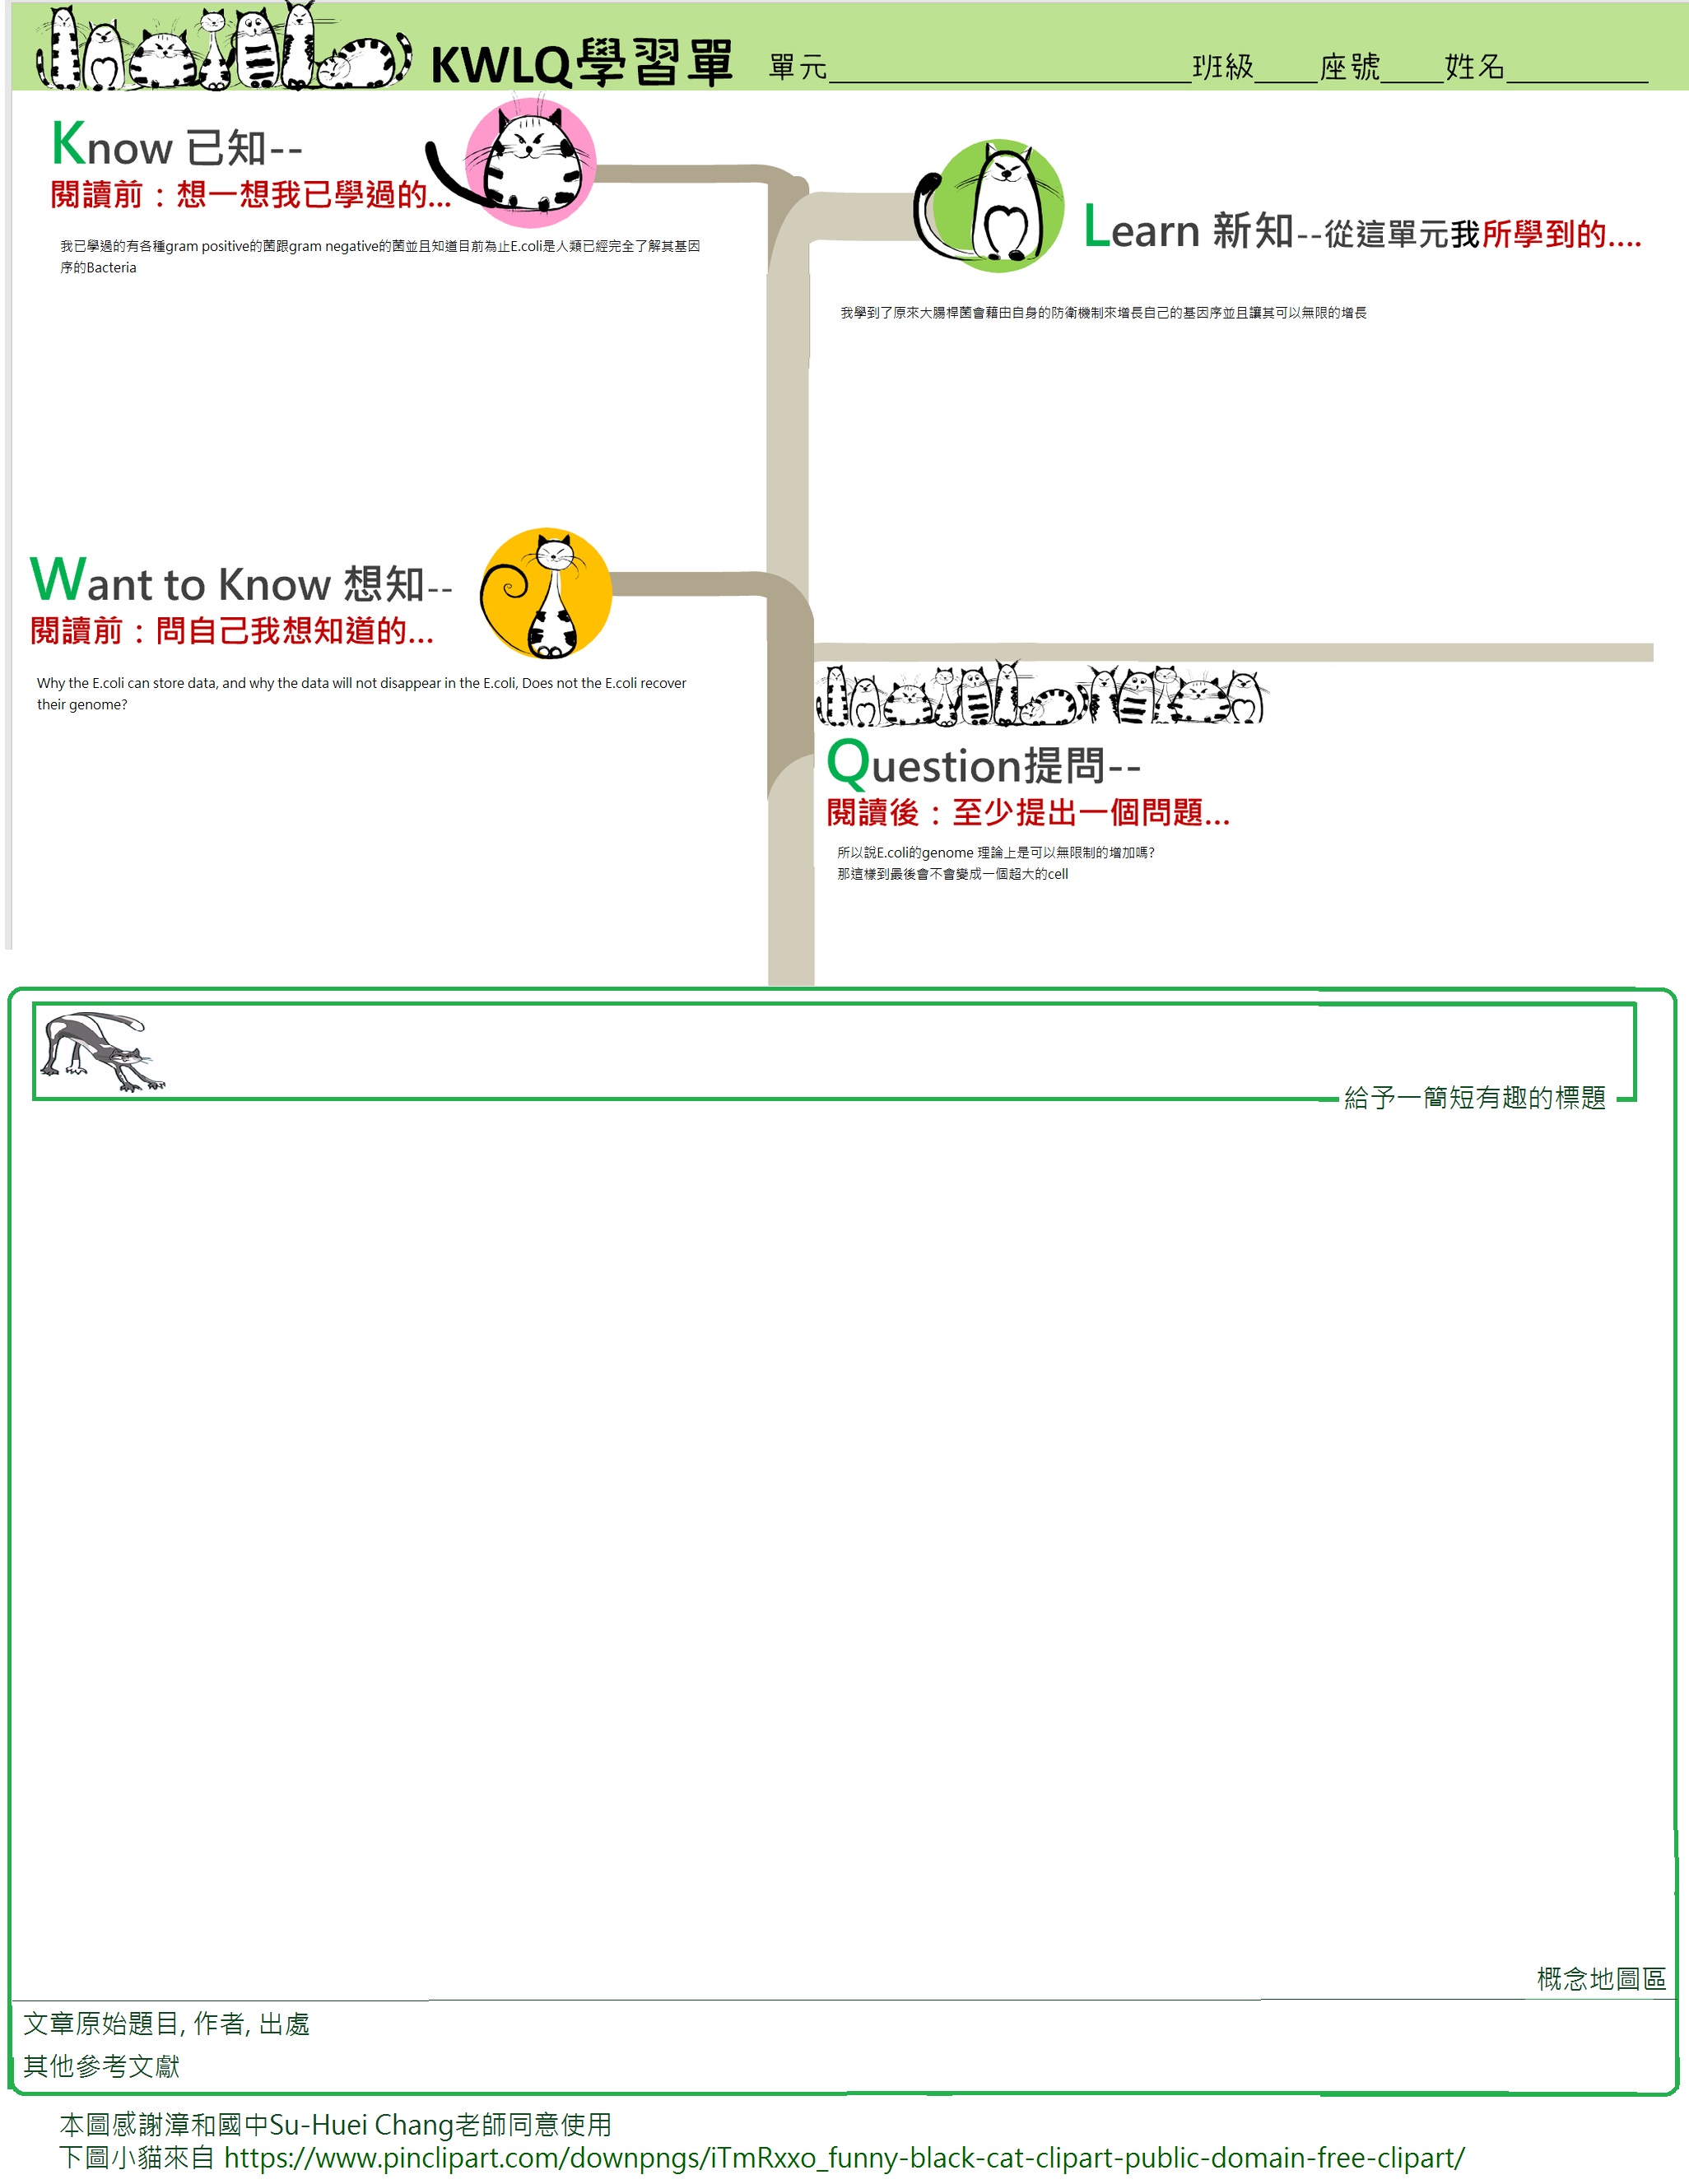 KWLQ學習單 單元______班級____座號____姓名______
Know 已知--
閱讀前：想一想我已學過的...
我已學過的有各種gram positive的菌跟gram negative的菌並且知道目前為止E.coli是人類已經完全了解其基因
序的Bacteria
Learn 新知--從這單元我所學到的....
我學到了原來大腸桿菌會藉由自身的防衛機制來增長自己的基因序並且讓其可以無限的增長
Want to Know 想知--
閱讀前：問自己我想知道的...
Why the E.coli can store data, and why the data will not disappear in the E.coli, Does not the E.coli recover
their genome?
Question提問--
閱讀後：至少提出一個問題...
所以說E.coli的genome 理論上是可以無限制的增加嗎?
那這樣到最後會不會變成一個超大的cell
給予一簡短有趣的標題
概念地圖區
文章原始題目, 作者, 出處
其他參考文獻
本圖感謝漳和國中Su-Huei Chang老師同意使用
下圖小貓來自 https://www.pinclipart.com/downpngs/iTmRxxo_funny-black-cat-clipart-public-domain-free-clipart/